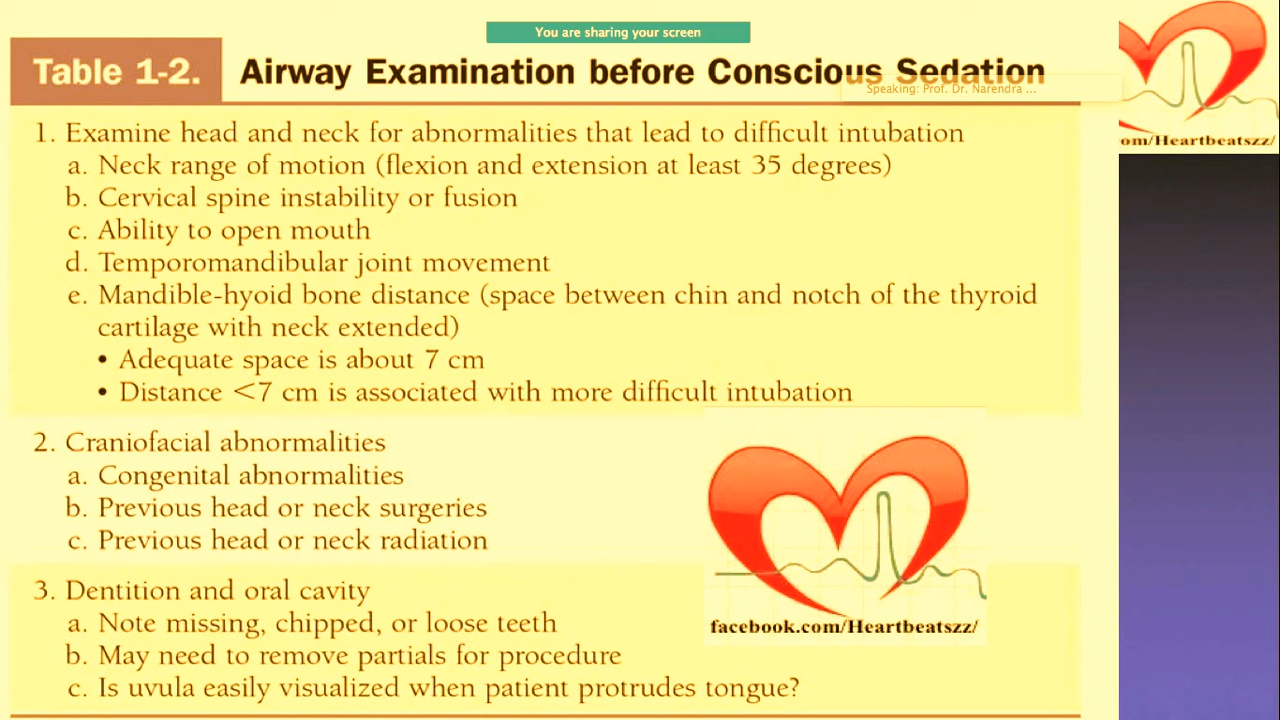 You are sharing your screen
Table 1-2. Airway Examination before Conscious Sedation
Speaking: Prof. Dr. Narendra ...
om/Heartbeatszz/
1. Examine head and neck for abnormalities that lead to difficult intubation
a. Neck range of motion (flexion and extension at least 35 degrees)
b. Cervical spine instability or fusion
c. Ability to open mouth
d. Temporomandibular joint movement
e. Mandible-hyoid bone distance (space between chin and notch of the thyroid
cartilage with neck extended)
• Adequate space is about 7 cm
• Distance <7 cm is associated with more difficult intubation
2. Craniofacial abnormalities
a. Congenital abnormalities
b. Previous head or neck surgeries
c. Previous head or neck radiation
3. Dentition and oral cavity
a. Note missing, chipped, or loose teeth
b. May need to remove partials for procedure
c. Is uvula easily visualized when patient protrudes tongue?
facebook.com/Heartbeatszz/